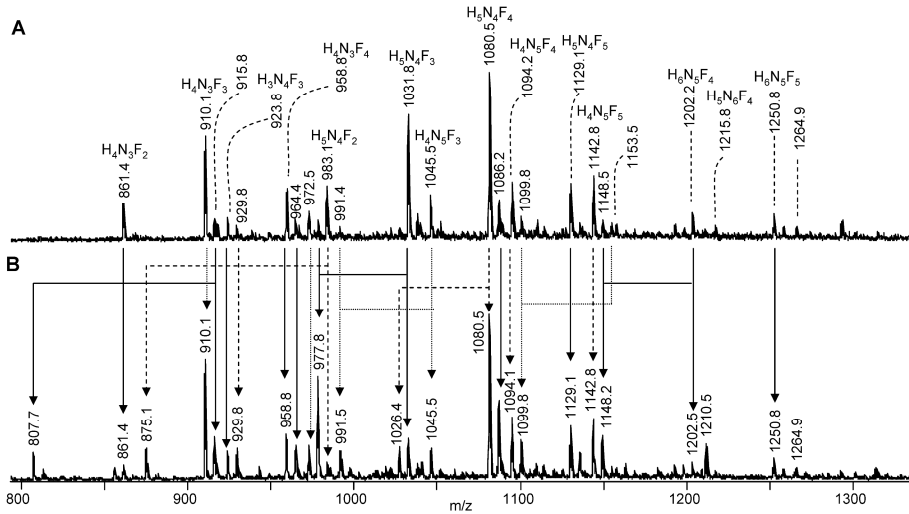 A
H₄N₃F₂
861.4
H₄N₃F₃
910.1
915.8
H₃N₄F₃
923.8
929.8
H₄N₃F₄
958.8
964.4
972.5
H₅N₄F₂
983.1
991.4
H₅N₄F₃
1031.8
H₄N₅F₃
1045.5
H₅N₄F₄
1080.5
1086.2
H₄N₅F₄
1094.2
1099.8
H₅N₄F₅
1129.1
H₄N₅F₅
1142.8
1148.5
1153.5
H₆N₅F₄
1202.2
H₅N₆F₄
1215.8
H₆N₅F₅
1250.8
1264.9
B
807.7
861.4
875.1
910.1
929.8
958.8
977.8
991.5
1026.4
1045.5
1080.5
1094.1
1099.8
1129.1
1142.8
1148.2
1202.5
1210.5
1250.8
1264.9
800 900 1000 1100 1200 1300
m/z